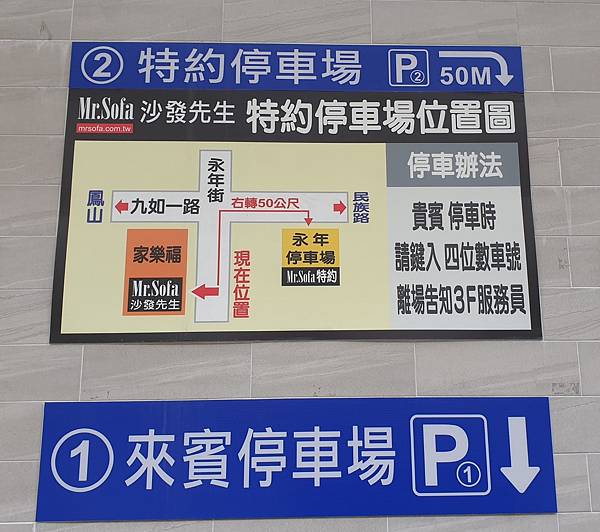 ② 特約停車場 P② 50M
Mr.Sofa 沙發先生 特約停車場位置圖
mrsofa.com.tw
停車辦法
貴賓 停車時
請鍵入 四位數車號
離場告知3F服務員
永年街
鳳山
九如一路
右轉50公尺
民族路
家樂福
Mr.Sofa
沙發先生
現在位置
永年
停車場
Mr.Sofa特約
① 來賓停車場 P①